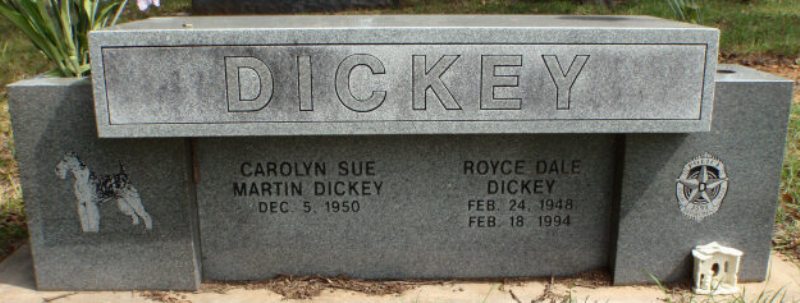 DICKEY
CAROLYN SUE
MARTIN DICKEY
DEC. 5, 1950
ROYCE DALE
DICKEY
FEB. 24, 1948
FEB. 18, 1994